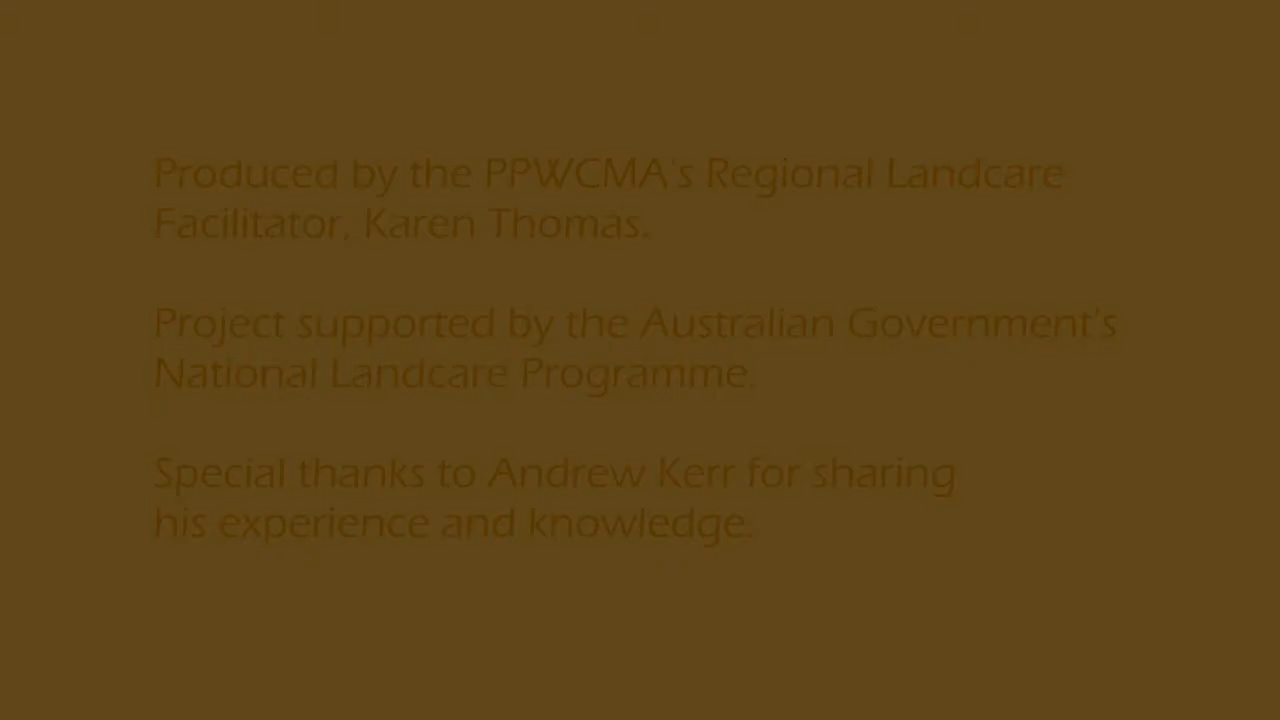 Produced by the PPWCMA's Regional Landcare
Facilitator, Karen Thomas.
Project supported by the Australian Government's
National Landcare Programme.
Special thanks to Andrew Kerr for sharing
his experience and knowledge.